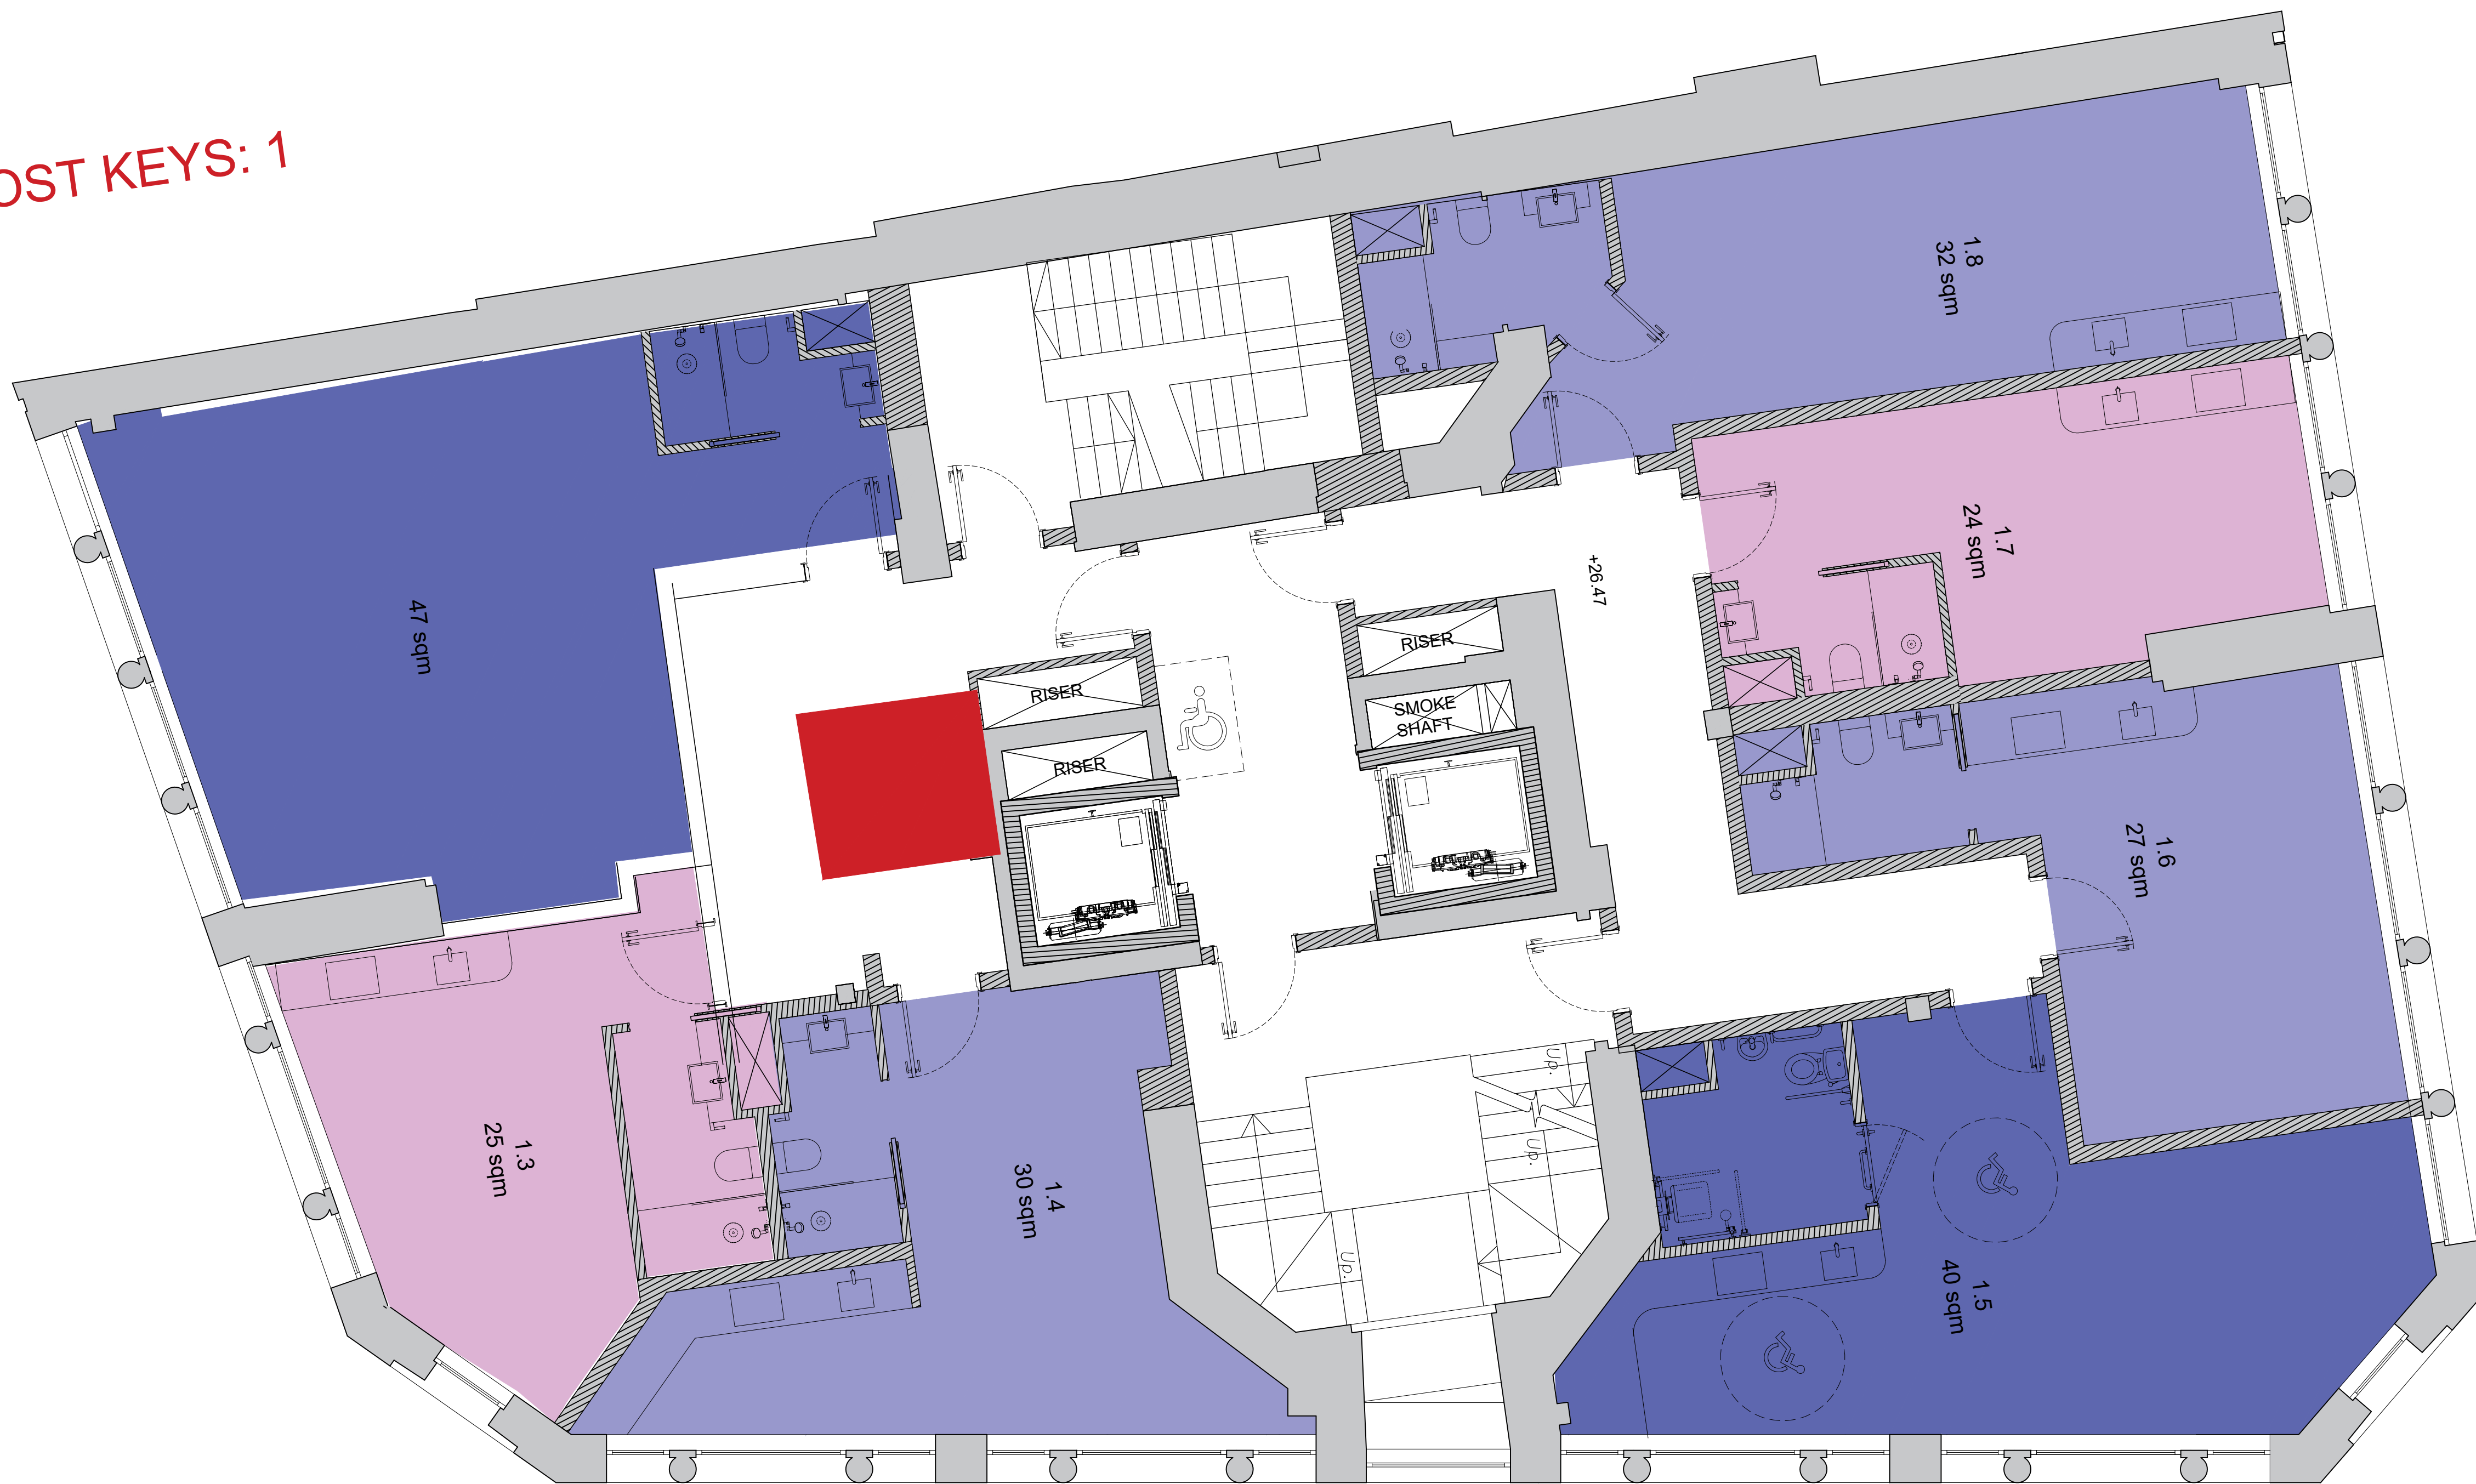 OST KEYS: 1
1.8
32 sqm
1.7
24 sqm
+26.47
47 sqm
RISER
RISER
SMOKE
SHAFT
RISER
1.6
27 sqm
Up.
Up.
Up.
1.3
25 sqm
1.4
30 sqm
1.5
40 sqm